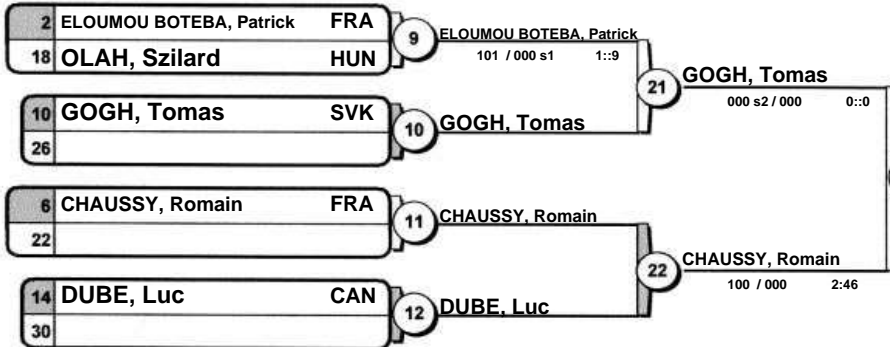 2 ELOUMOU BOTEBA, Patrick FRA
18 OLAH, Szilard HUN
9
ELOUMOU BOTEBA, Patrick
101 / 000 s1 1::9
10 GOGH, Tomas SVK
26
10
GOGH, Tomas
21
GOGH, Tomas
000 s2 / 000 0::0
6 CHAUSSY, Romain FRA
22
11
CHAUSSY, Romain
14 DUBE, Luc CAN
30
12
DUBE, Luc
22
CHAUSSY, Romain
100 / 000 2:46